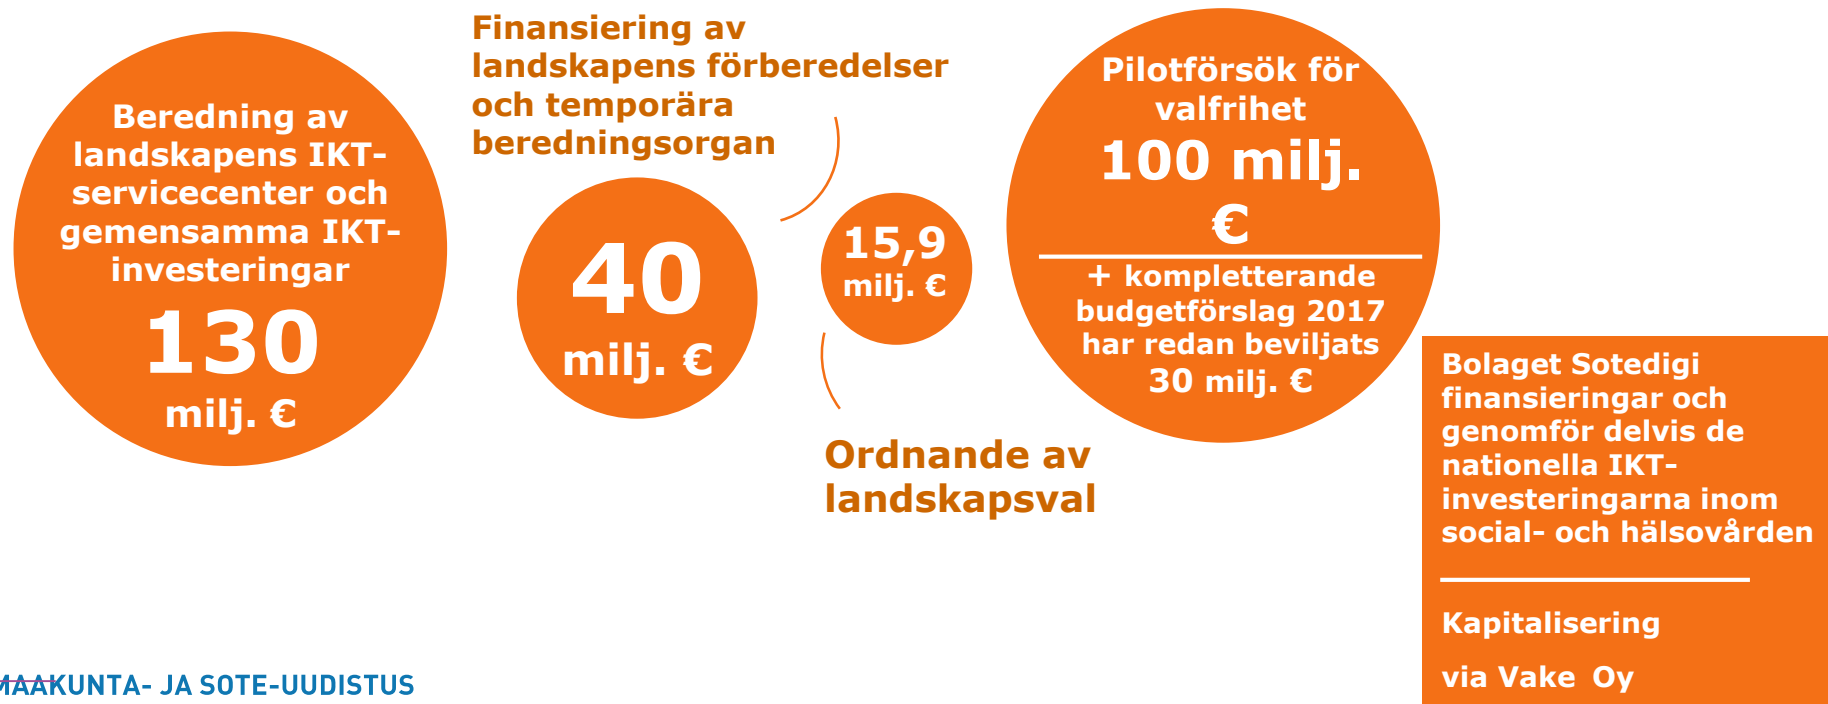 Beredning av
landskapens IKT-
servicecenter och
gemensamma IKT-
investeringar
130
milj. €
Finansiering av
landskapens förberedelser
och temporära
beredningsorgan
40
milj. €
15,9
milj. €
Ordnande av
landskapsval
Pilotförsök för
valfrihet
100 milj.
€
+ kompletterande
budgetförslag 2017
har redan beviljats
30 milj. €
Bolaget Sotedigi
finansieringar och
genomför delvis de
nationella IKT-
investeringarna inom
social- och hälsovården
Kapitalisering
via Vake Oy
MAAKUNTA- JA SOTE-UUDISTUS